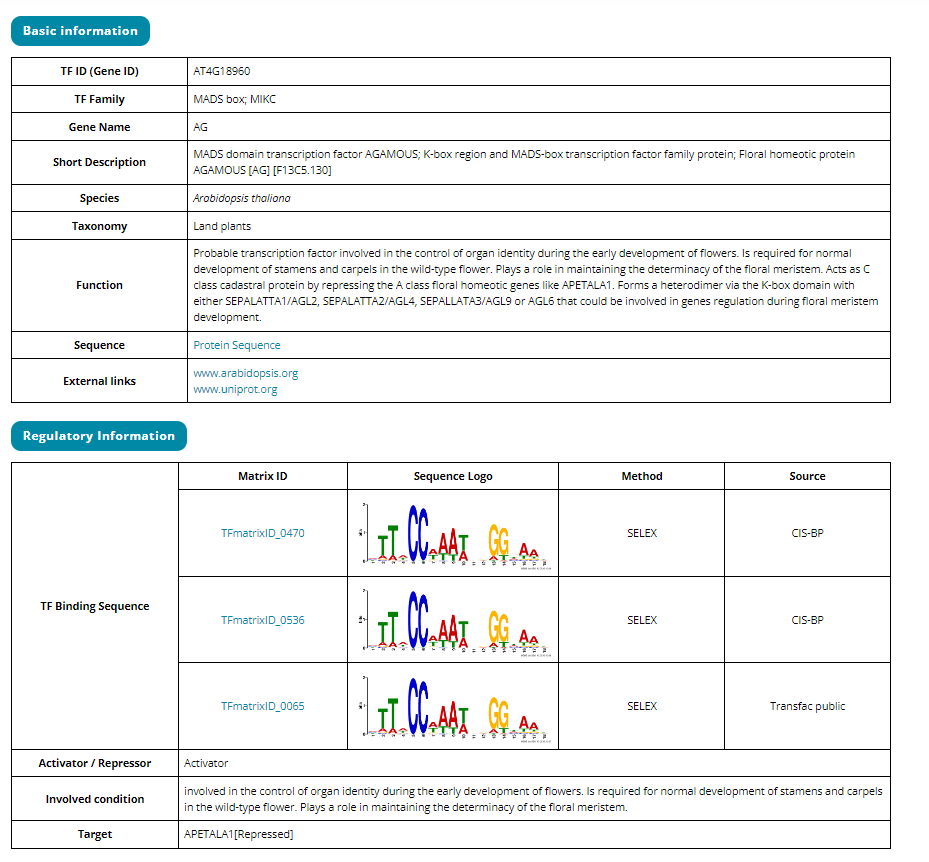 Basic information
TF ID (Gene ID)
AT4G18960
TF Family
MADS box; MIKC
Gene Name
AG
Short Description
MADS domain transcription factor AGAMOUS; K-box region and MADS-box transcription factor family protein; Floral homeotic protein
AGAMOUS [AG] [F13C5.130]
Species
Arabidopsis thaliana
Taxonomy
Land plants
Function
Probable transcription factor involved in the control of organ identity during the early development of flowers. Is required for normal
development of stamens and carpels in the wild-type flower. Plays a role in maintaining the determinacy of the floral meristem. Acts as C
class cadastral protein by repressing the A class floral homeotic genes like APETALA1. Forms a heterodimer via the K-box domain with
either SEPALATTA1/AGL2, SEPALATTA2/AGL4, SEPALLATA3/AGL9 or AGL6 that could be involved in genes regulation during floral meristem
development.
Sequence
Protein Sequence
External links
www.arabidopsis.org
www.uniprot.org
Regulatory Information
TF Binding Sequence
Matrix ID
Sequence Logo
Method
Source
TFmatrixID_0470
TTCCAAATGGAA
SELEX
CIS-BP
TFmatrixID_0536
TTCCAAATGGAA
SELEX
CIS-BP
TFmatrixID_0065
TTCCAAATGGAA
SELEX
Transfac public
Activator / Repressor
Activator
Involved condition
involved in the control of organ identity during the early development of flowers. Is required for normal development of stamens and carpels
in the wild-type flower. Plays a role in maintaining the determinacy of the floral meristem.
Target
APETALA1[Repressed]